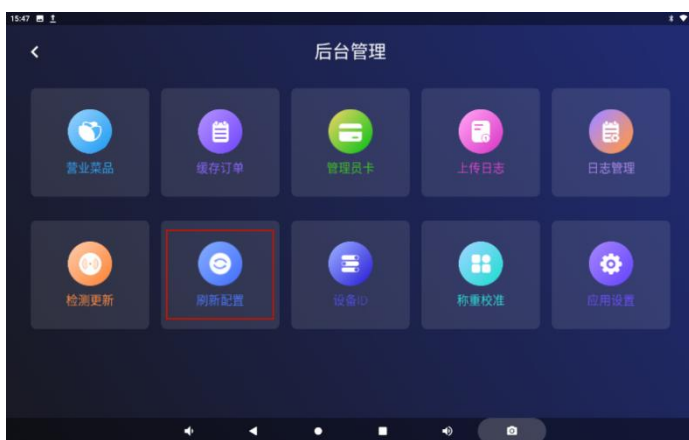 15:47
后台管理
营业菜品
缓存订单
管理员卡
上传日志
日志管理
检测更新
刷新配置
设备ID
称重校准
应用设置